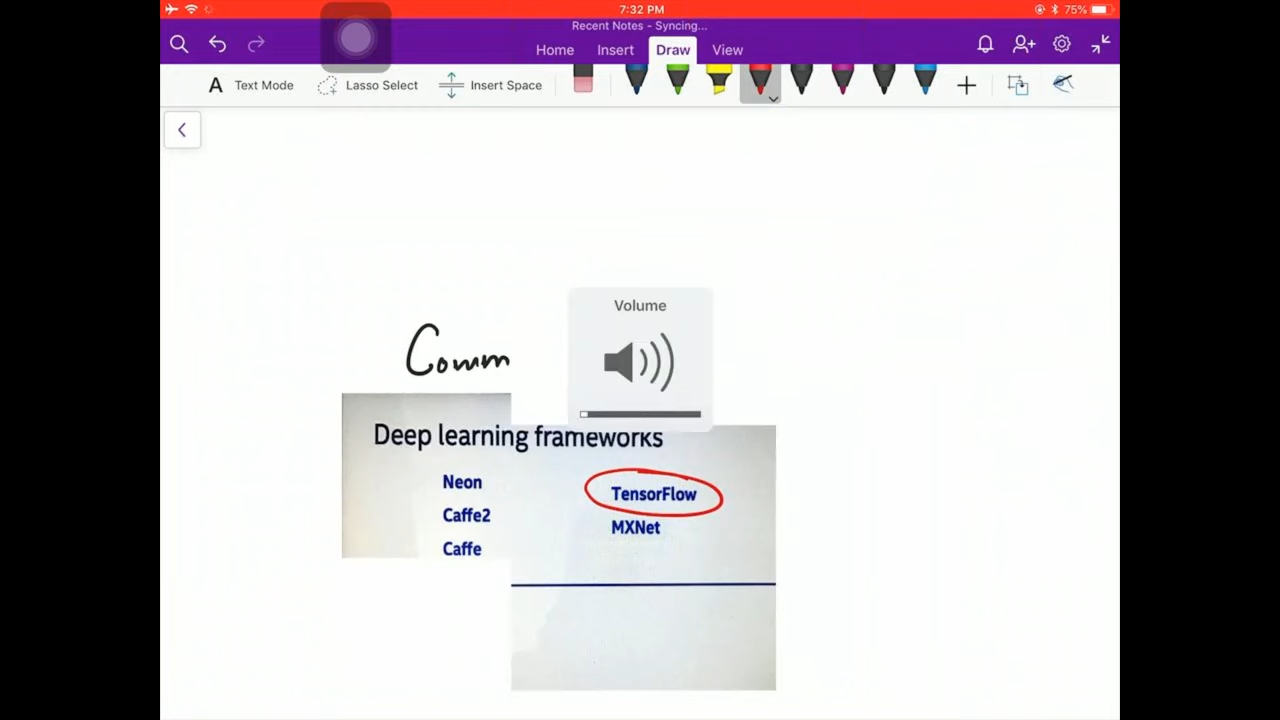 7:32 PM
75%
Recent Notes - Syncing...
Home Insert Draw View
A Text Mode Lasso Select Insert Space
Volume
Comm
Deep learning frameworks
Neon
TensorFlow
Caffe2
MXNet
Caffe